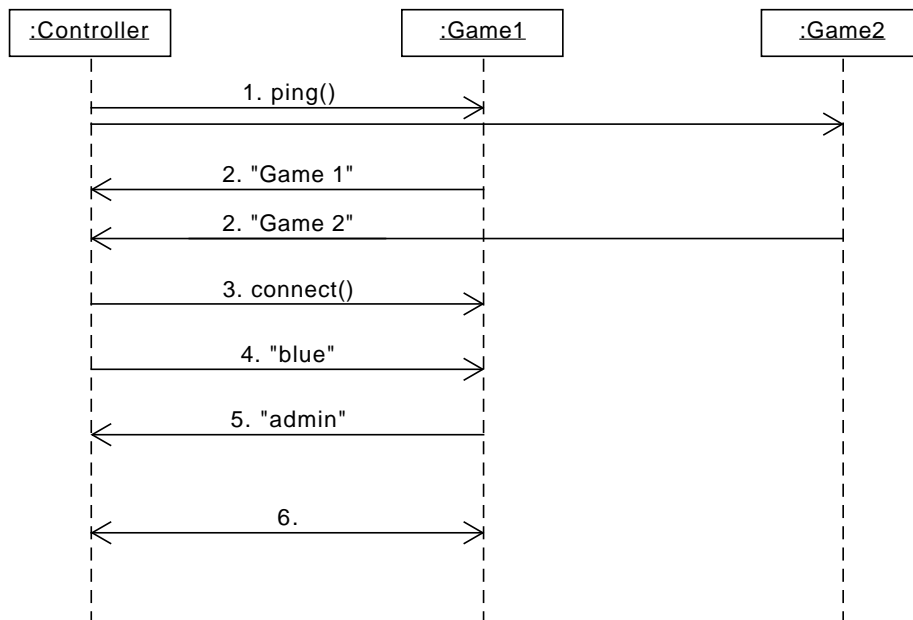 :Controller
:Game1
:Game2
1. ping()
2. "Game 1"
2. "Game 2"
3. connect()
4. "blue"
5. "admin"
6.